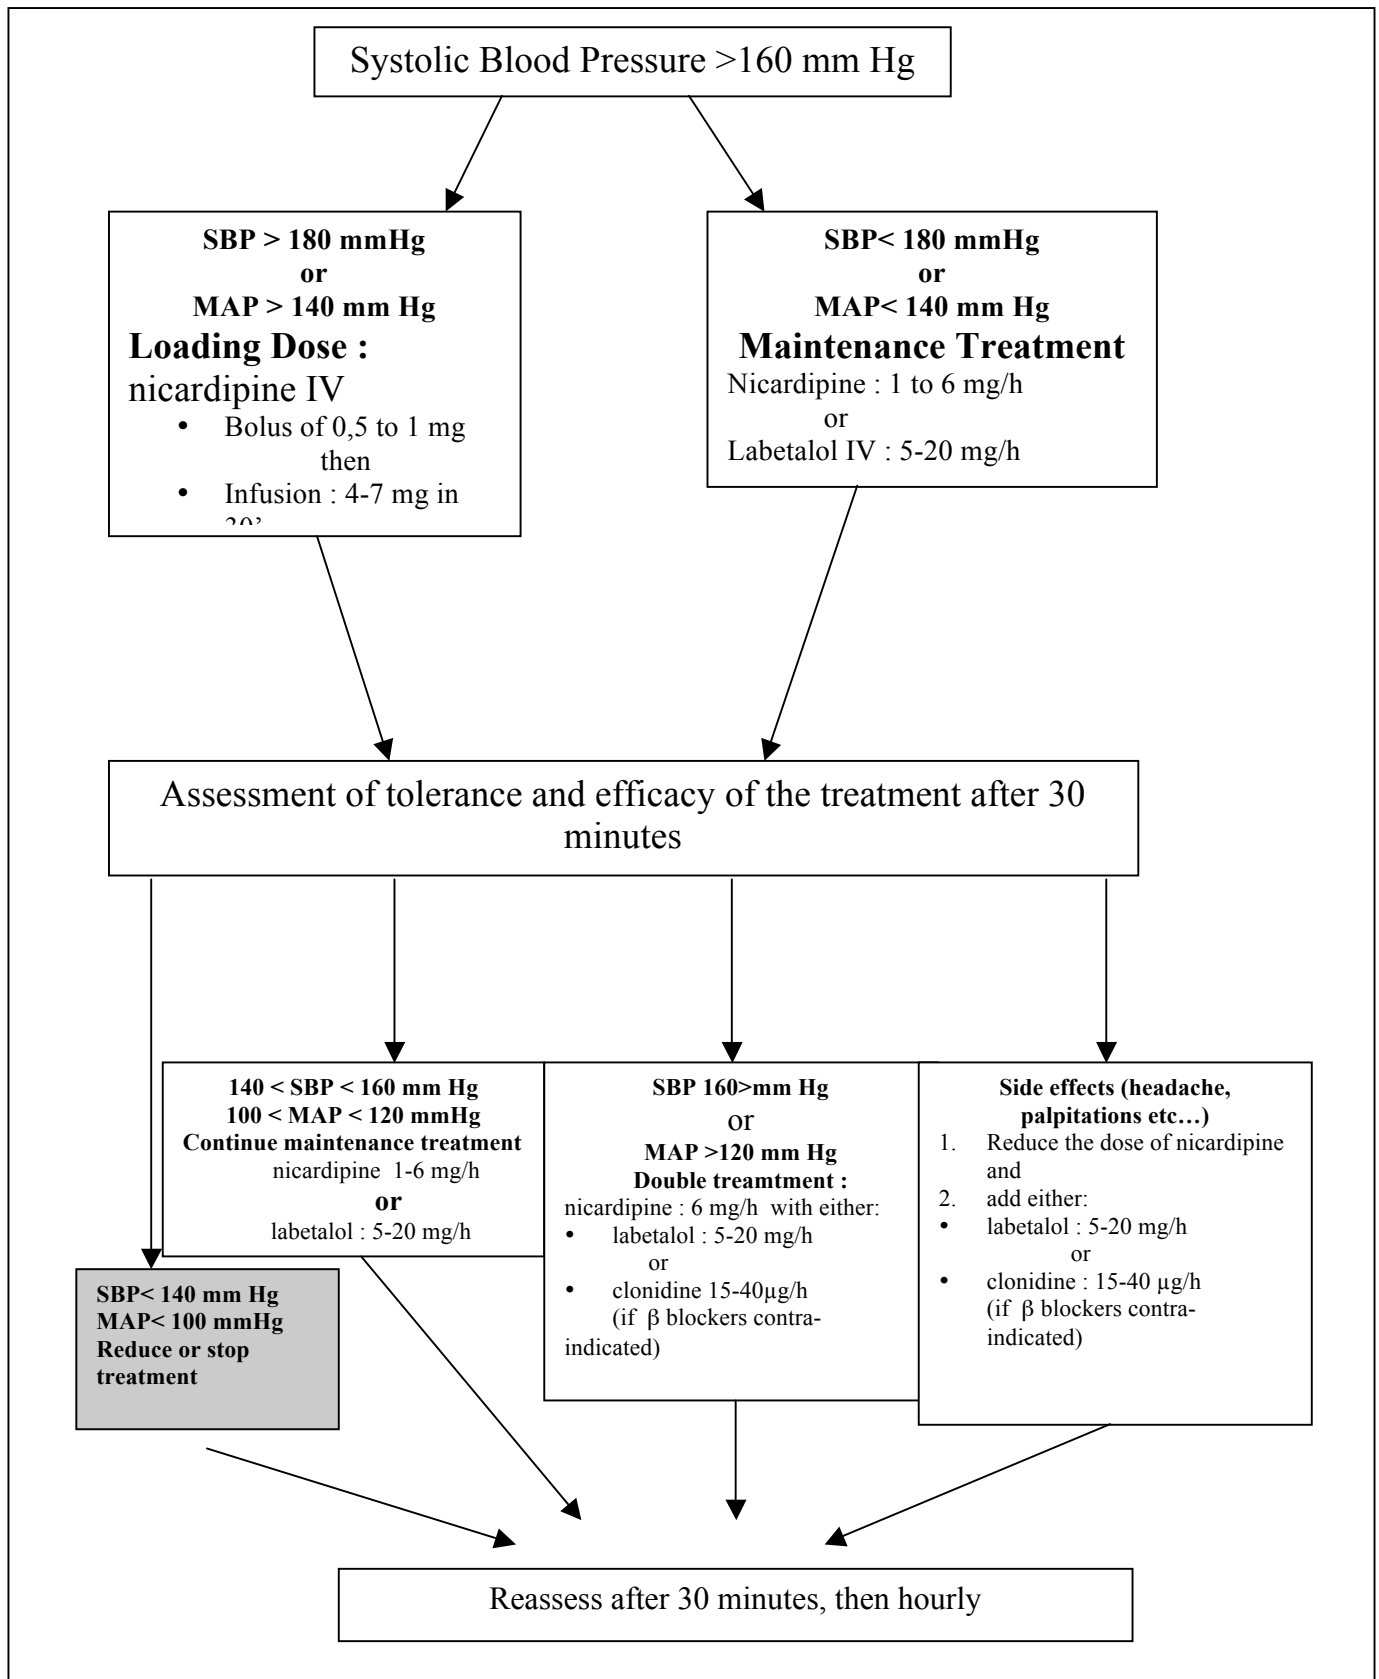 Systolic Blood Pressure >160 mm Hg
SBP > 180 mmHg
or
MAP > 140 mm Hg
Loading Dose :
nicardipine IV
• Bolus of 0,5 to 1 mg
then
• Infusion : 4-7 mg in
SBP< 180 mmHg
or
MAP< 140 mm Hg
Maintenance Treatment
Nicardipine : 1 to 6 mg/h
or
Labetalol IV : 5-20 mg/h
Assessment of tolerance and efficacy of the treatment after 30
minutes
140 < SBP < 160 mm Hg
100 < MAP < 120 mmHg
Continue maintenance treatment
nicardipine 1-6 mg/h
or
labetalol : 5-20 mg/h
SBP 160>mm Hg
or
MAP >120 mm Hg
Double treamtment :
nicardipine : 6 mg/h with either:
• labetalol : 5-20 mg/h
or
• clonidine 15-40µg/h
(if β blockers contra-
indicated)
Side effects (headache,
palpitations etc…)
1. Reduce the dose of nicardipine
and
2. add either:
• labetalol : 5-20 mg/h
or
• clonidine : 15-40 µg/h
(if β blockers contra-
indicated)
SBP< 140 mm Hg
MAP< 100 mmHg
Reduce or stop
treatment
Reassess after 30 minutes, then hourly